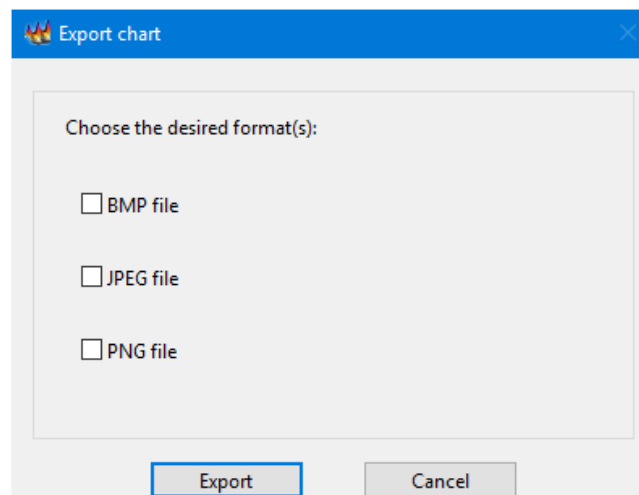 Export chart
Choose the desired format(s):
BMP file
JPEG file
PNG file
Export Cancel